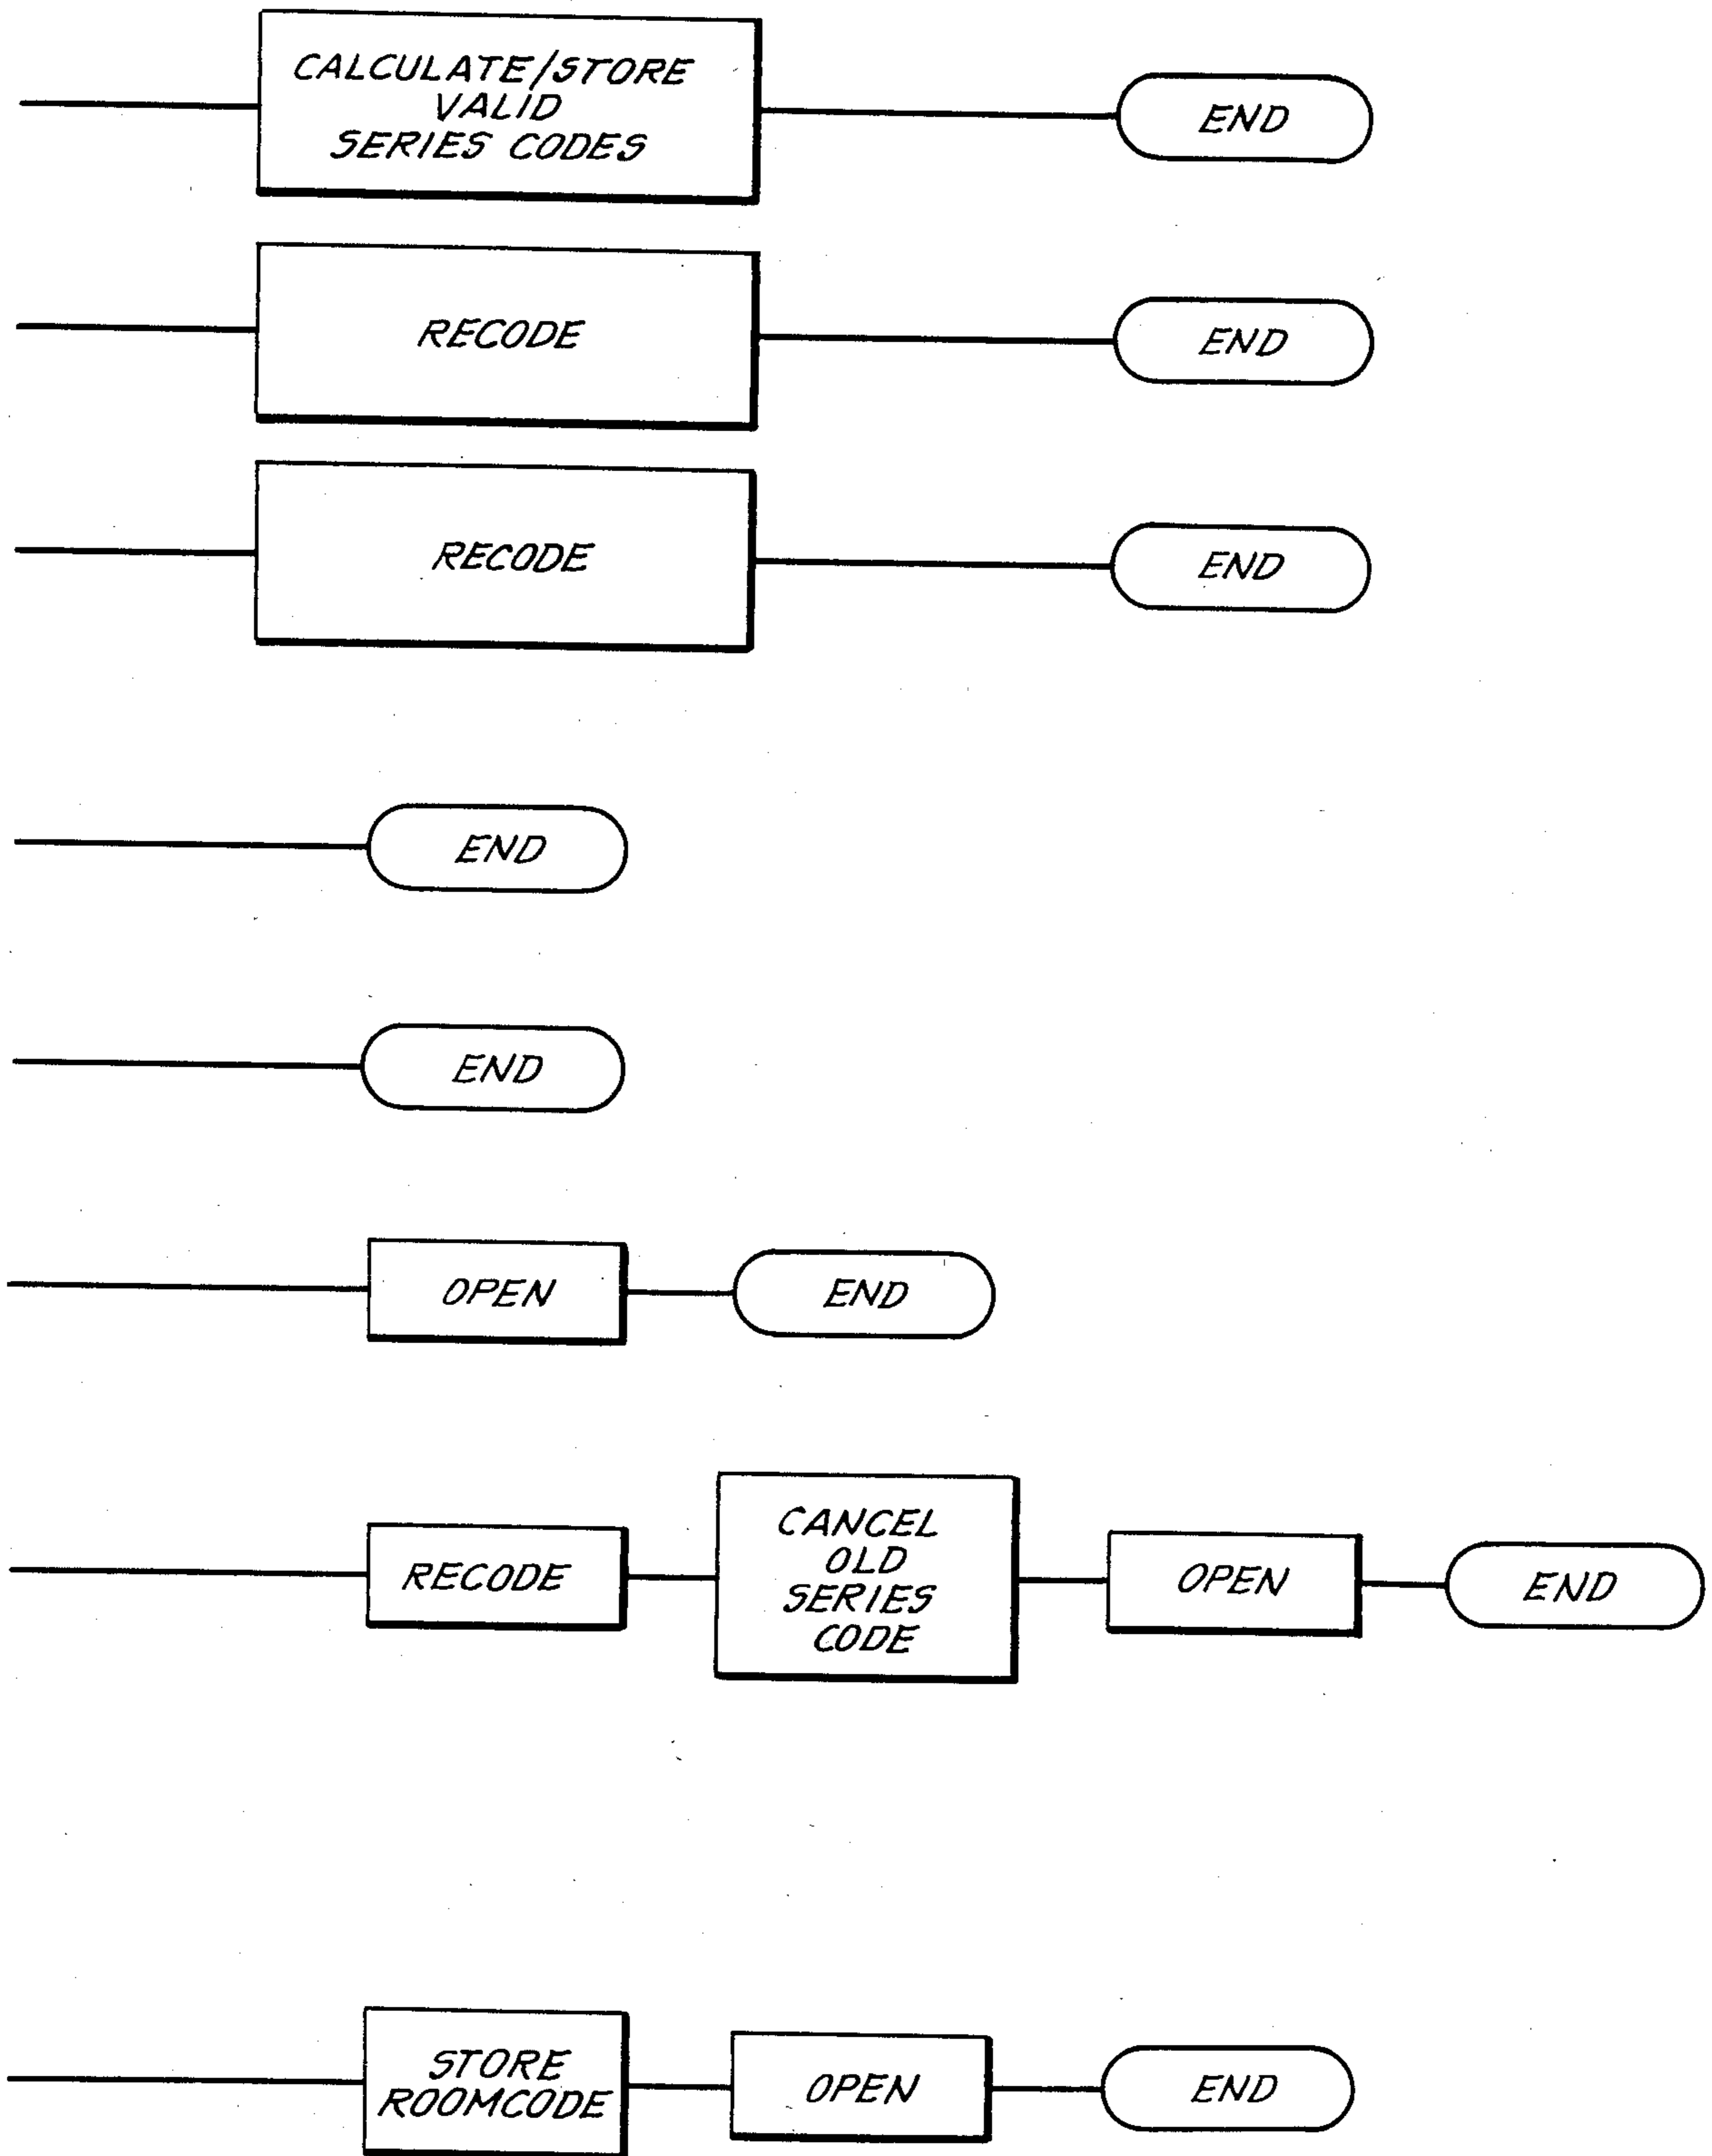 CALCULATE/STORE
VALID
SERIES CODES
END
RECODE
END
RECODE
END
END
END
OPEN
END
RECODE
CANCEL
OLD
SERIES
CODE
OPEN
END
STORE
ROOMCODE
OPEN
END